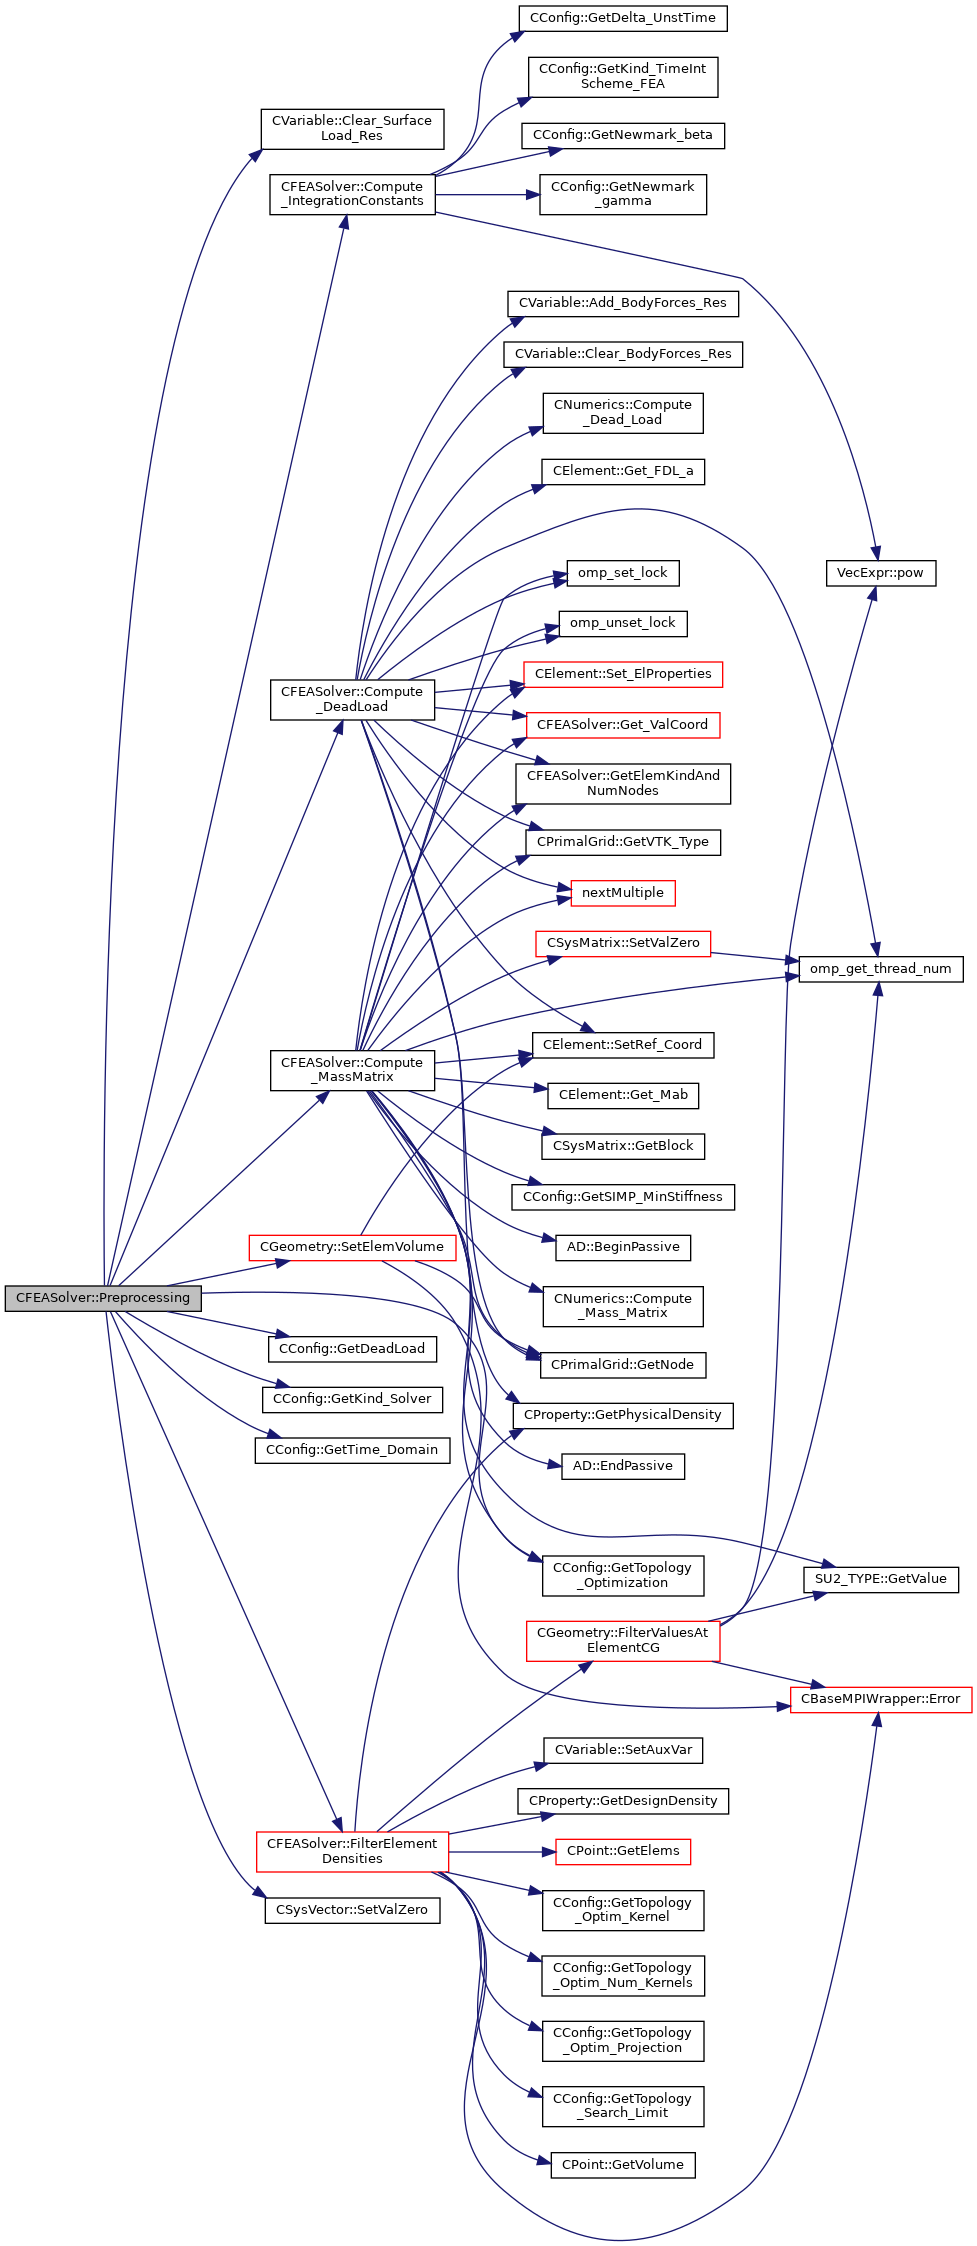 CConfig::GetDelta_UnstTime
CConfig::GetKind_TimeInt
Scheme_FEA
CVariable::Clear_Surface
Load_Res
CConfig::GetNewmark_beta
CFEASolver::Compute
_IntegrationConstants
CConfig::GetNewmark
_gamma
CVariable::Add_BodyForces_Res
CVariable::Clear_BodyForces_Res
CNumerics::Compute
_Dead_Load
CElement::Get_FDL_a
omp_set_lock
VecExpr::pow
omp_unset_lock
CElement::Set_ElProperties
CFEASolver::Compute
_DeadLoad
CFEASolver::Get_ValCoord
CFEASolver::GetElemKindAnd
NumNodes
CPrimalGrid::GetVTK_Type
nextMultiple
CSysMatrix::SetValZero
omp_get_thread_num
CElement::SetRef_Coord
CFEASolver::Compute
_MassMatrix
CElement::Get_Mab
CSysMatrix::GetBlock
CConfig::GetSIMP_MinStiffness
CGeometry::SetElemVolume
AD::BeginPassive
CFEASolver::Preprocessing
CNumerics::Compute
_Mass_Matrix
CConfig::GetDeadLoad
CPrimalGrid::GetNode
CConfig::GetKind_Solver
CProperty::GetPhysicalDensity
CConfig::GetTime_Domain
AD::EndPassive
CConfig::GetTopology
_Optimization
SU2_TYPE::GetValue
CGeometry::FilterValuesAt
ElementCG
CBaseMPIWrapper::Error
CVariable::SetAuxVar
CProperty::GetDesignDensity
CFEASolver::FilterElement
Densities
CPoint::GetElems
CSysVector::SetValZero
CConfig::GetTopology
_Optim_Kernel
CConfig::GetTopology
_Optim_Num_Kernels
CConfig::GetTopology
_Optim_Projection
CConfig::GetTopology
_Search_Limit
CPoint::GetVolume